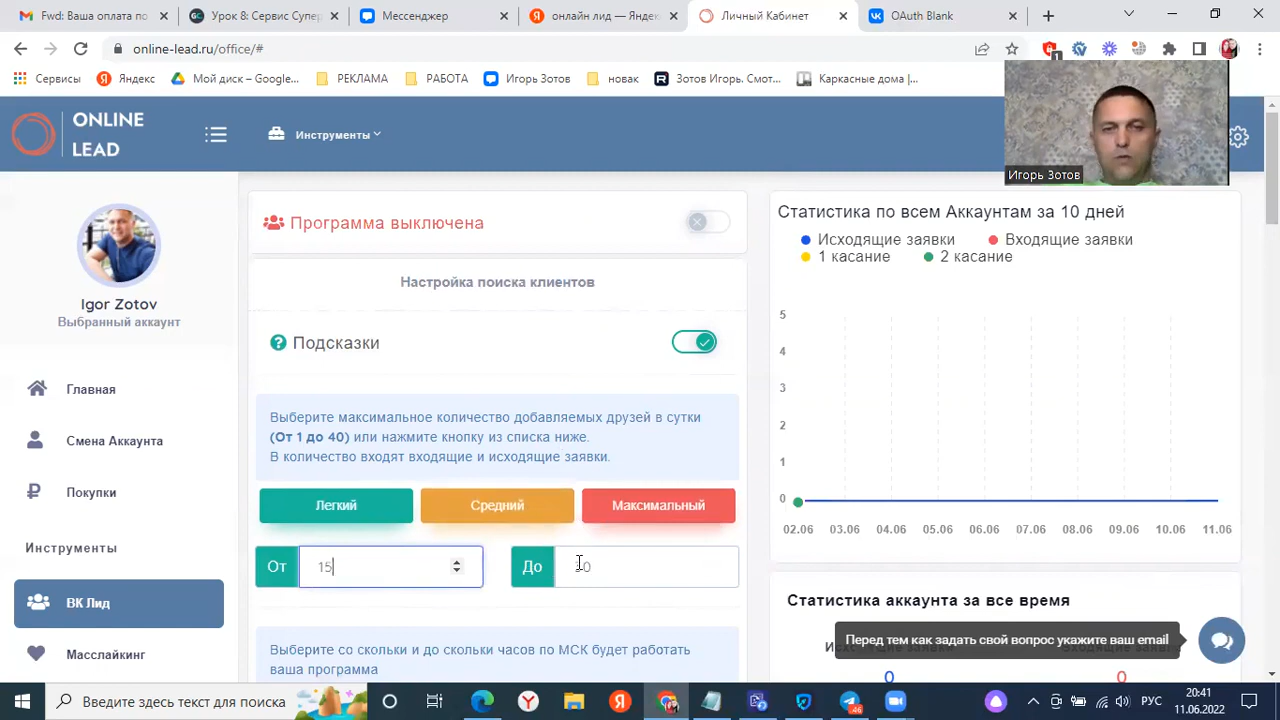 Fwd: Ваша оплата по
Урок & Сервис Супер
Мессенджер
онлайн лид — Яндек
Личный Кабинет
OAuth Blank
online-lead.ru/office/#
Сервисы
Яндекс
Мой диск – Google...
РЕКЛАМА
РАБОТА
Игорь Зотов
новак
Зотов Игорь. Смот...
Каркасные дома |...
ONLINE
LEAD
Инструменты
Игорь Зотов
Igor Zotov
Выбранный аккаунт
Главная
Смена Аккаунта
Покупки
Инструменты
ВК Лид
Масслайкинг
Программа выключена
Настройка поиска клиентов
Подсказки
Выберите максимальное количество добавляемых друзей в сутки
(От 1 до 40) или нажмите кнопку из списка ниже.
В количество входят входящие и исходящие заявки.
Легкий
Средний
Максимальный
От
15
До
Выберите со скольки и до скольки часов по МСК будет работать
ваша программа
Статистика по всем Аккаунтам за 10 дней
Исходящие заявки
Входящие заявки
1 касание
2 касание
5
4
3
2
1
0
02.06 03.06 04.06 05.06 06.06 07.06 08.06 09.06 10.06 11.06
Статистика аккаунта за все время
Перед тем как задать свой вопрос укажите ваш email
0
0
Введите здесь текст для поиска
46
РУС
20:41
11.06.2022